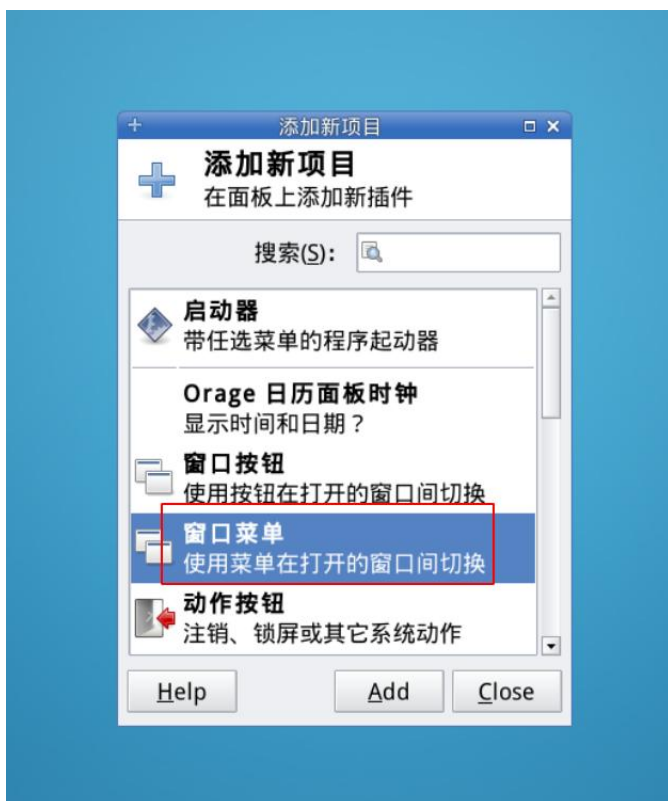 添加新项目
添加新项目
在面板上添加新插件
搜索(S):
启动器
带任选菜单的程序起动器
Orage 日历面板时钟
显示时间和日期？
窗口按钮
使用按钮在打开的窗口间切换
窗口菜单
使用菜单在打开的窗口间切换
动作按钮
注销、锁屏或其它系统动作
Help Add Close